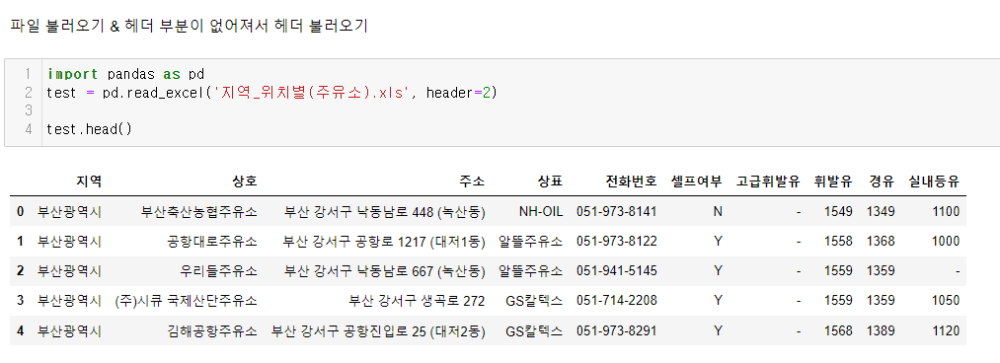 파일 불러오기 & 헤더 부분이 없어져서 헤더 불러오기
1 import pandas as pd
2 test = pd.read_excel('지역_위치별(주유소).xls', header=2)
3
4 test.head()
지역 상호 주소 상표 전화번호 셀프여부 고급휘발유 휘발유 경유 실내등유
0 부산광역시 부산축산농협주유소 부산 강서구 낙동남로 448 (녹산동) NH-OIL 051-973-8141 N - 1549 1349 1100
1 부산광역시 공항대로주유소 부산 강서구 공항로 1217 (대저1동) 알뜰주유소 051-973-8122 Y - 1558 1368 1000
2 부산광역시 우리들주유소 부산 강서구 낙동남로 667 (녹산동) 알뜰주유소 051-941-5145 Y - 1559 1359 -
3 부산광역시 (주)시큐 국제산단주유소 부산 강서구 생곡로 272 GS칼텍스 051-714-2208 Y - 1559 1359 1050
4 부산광역시 김해공항주유소 부산 강서구 공항진입로 25 (대저2동) GS칼텍스 051-973-8291 Y - 1568 1389 1120